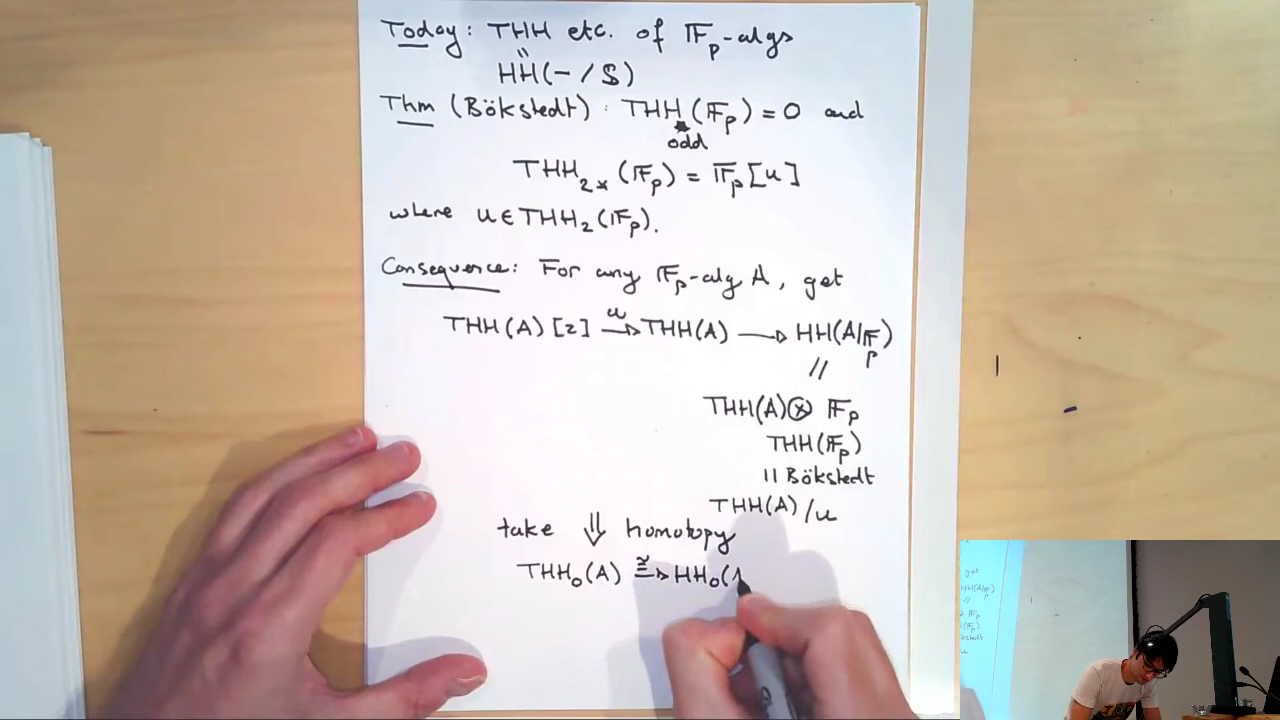 Today: THH etc. of 𝔽ₚ-algs
"
HH(-/𝕊)
Thm (Bökstedt): THH_*(𝔽ₚ) = 0 and
odd
THH₂*(𝔽ₚ) = 𝔽ₚ[u]
where u ∈ THH₂(𝔽ₚ).
Consequence: For any 𝔽ₚ-alg A, get
THH(A)[2] →ᵘ THH(A) → HH(A/𝔽ₚ)
//
THH(A) ⊗ 𝔽ₚ
THH(𝔽ₚ)
|| Bökstedt
THH(A)/u
take ⇓ homotopy
THH₀(A) ≅→ HH₀(